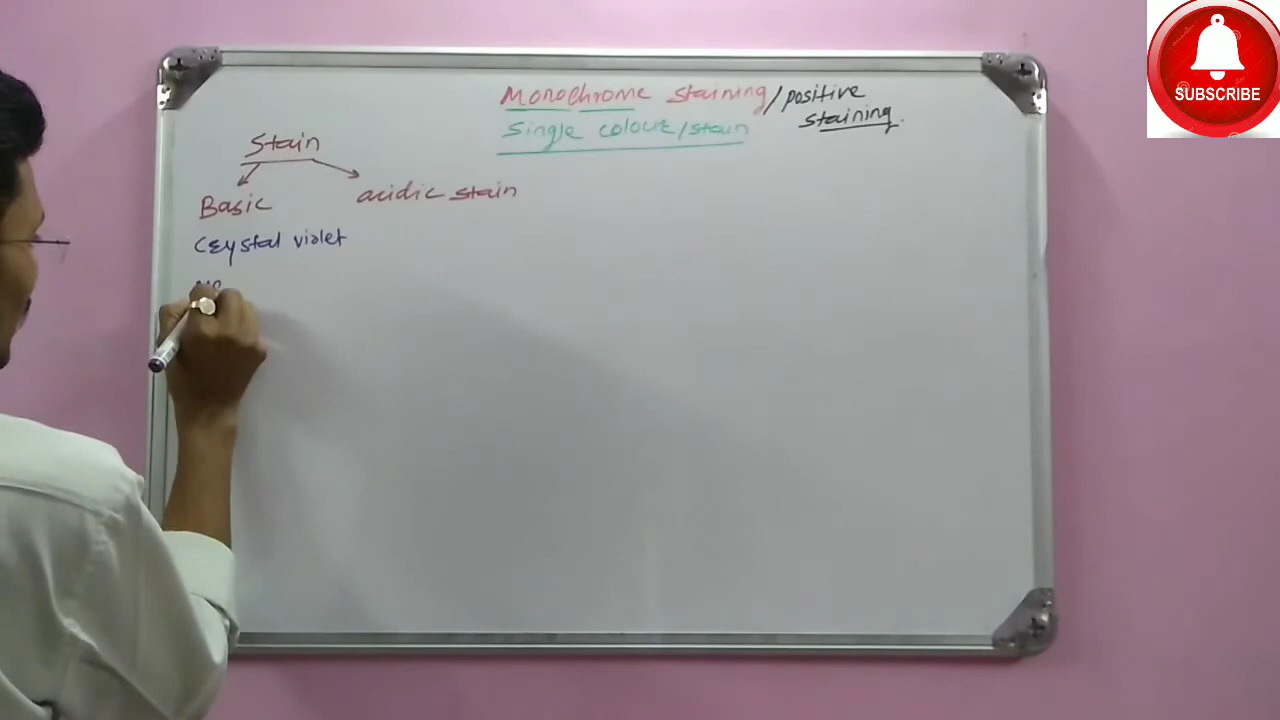 Monochrome staining/positive
staining.
Single colour/stain
Stain
Basic
acidic stain
Crystal violet
SUBSCRIBE